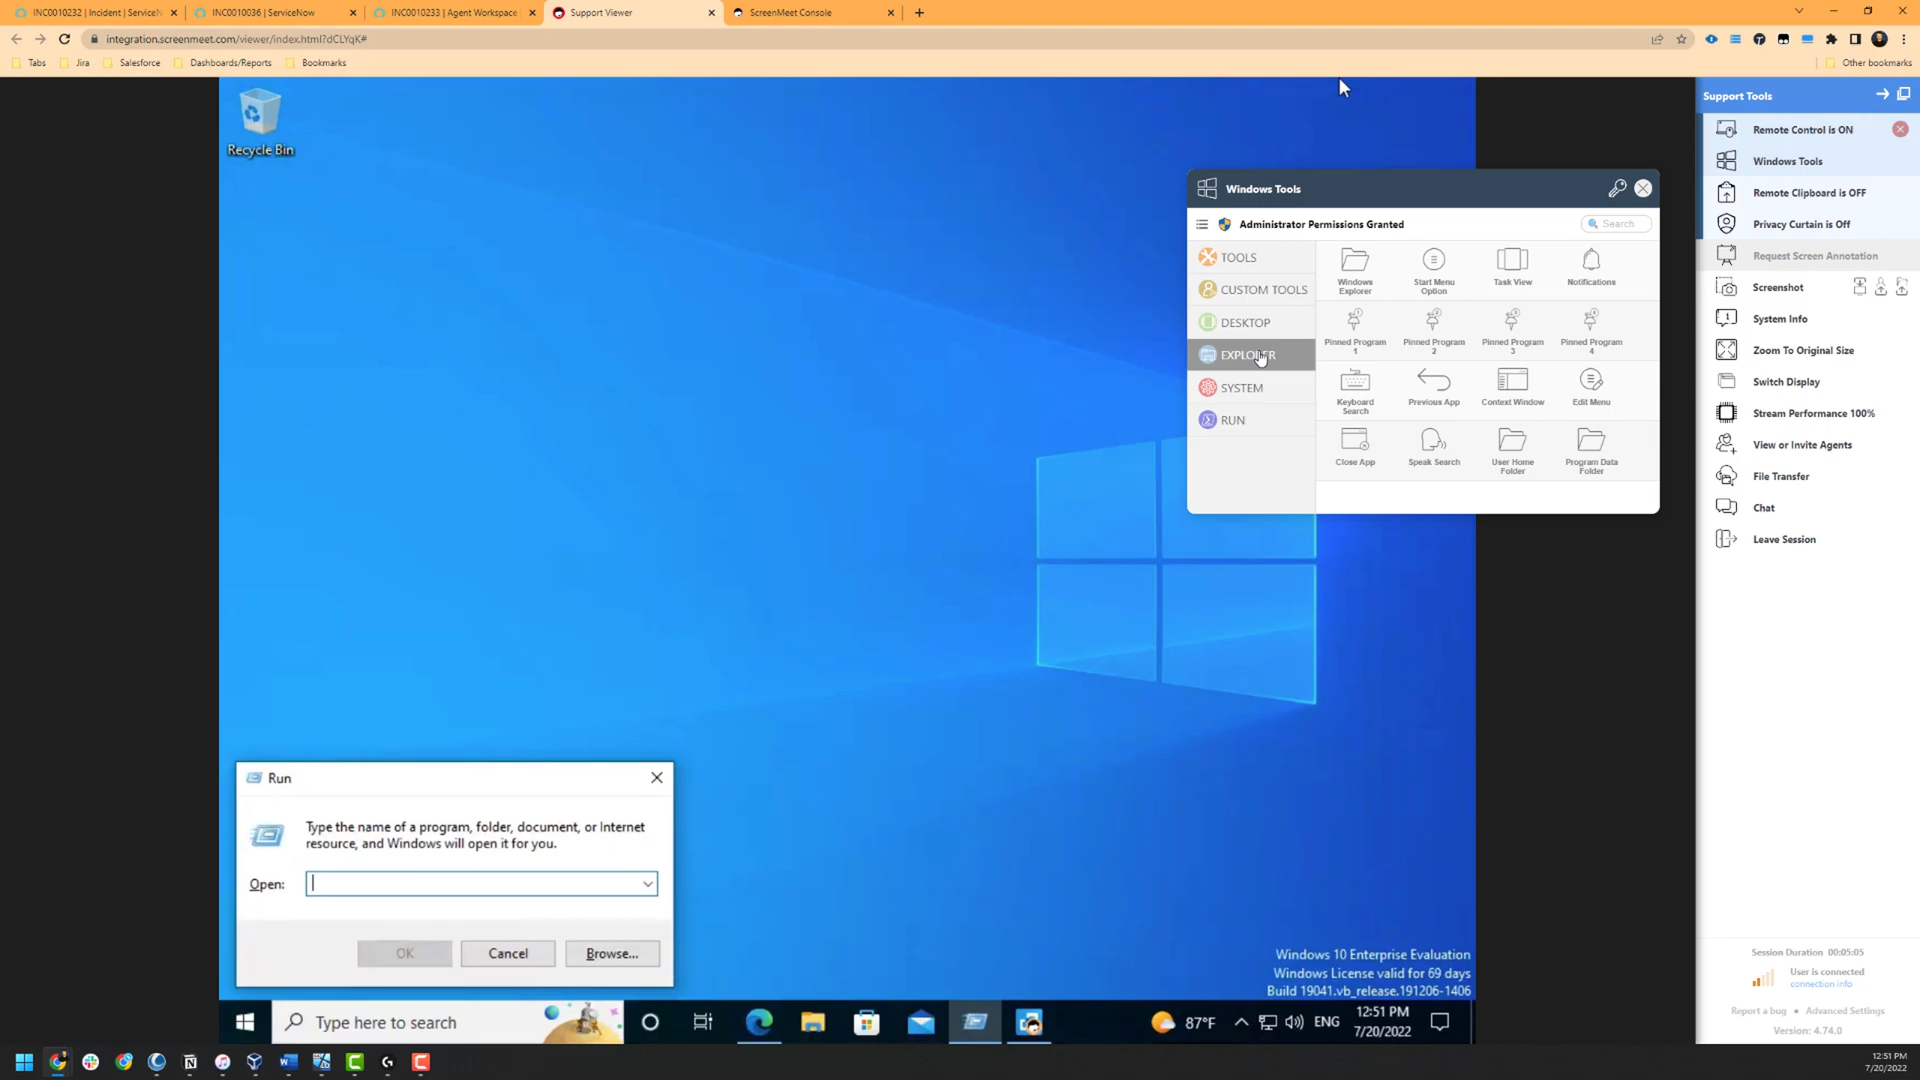 INC0010232 | Incident | ServiceN
INC0010036 | ServiceNow
INC0010233 | Agent Workspace
Support Viewer
ScreenMeet Console
integration.screenmeet.com/viewer/index.html?dCLYqK#
Tabs
Jira
Salesforce
Dashboards/Reports
Bookmarks
Other bookmarks
Recycle Bin
Windows Tools
Administrator Permissions Granted
Search
TOOLS
CUSTOM TOOLS
DESKTOP
EXPLORER
SYSTEM
RUN
Windows
Explorer
Start Menu
Option
Task View
Notifications
Pinned Program
1
Pinned Program
2
Pinned Program
3
Pinned Program
4
Keyboard
Search
Previous App
Context Window
Edit Menu
Close App
Speak Search
User Home
Folder
Program Data
Folder
Support Tools
Remote Control is ON
Windows Tools
Remote Clipboard is OFF
Privacy Curtain is Off
Request Screen Annotation
Screenshot
System Info
Zoom To Original Size
Switch Display
Stream Performance 100%
View or Invite Agents
File Transfer
Chat
Leave Session
Run
Type the name of a program, folder, document, or Internet
resource, and Windows will open it for you.
Open:
OK
Cancel
Browse...
Windows 10 Enterprise Evaluation
Windows License valid for 69 days
Build 19041.vb_release.191206-1406
Type here to search
87°F
ENG
12:51 PM
7/20/2022
Session Duration 00:05:05
User is connected
connection info
Report a bug • Advanced Settings
Version: 4.74.0
12:51 PM
7/20/2022